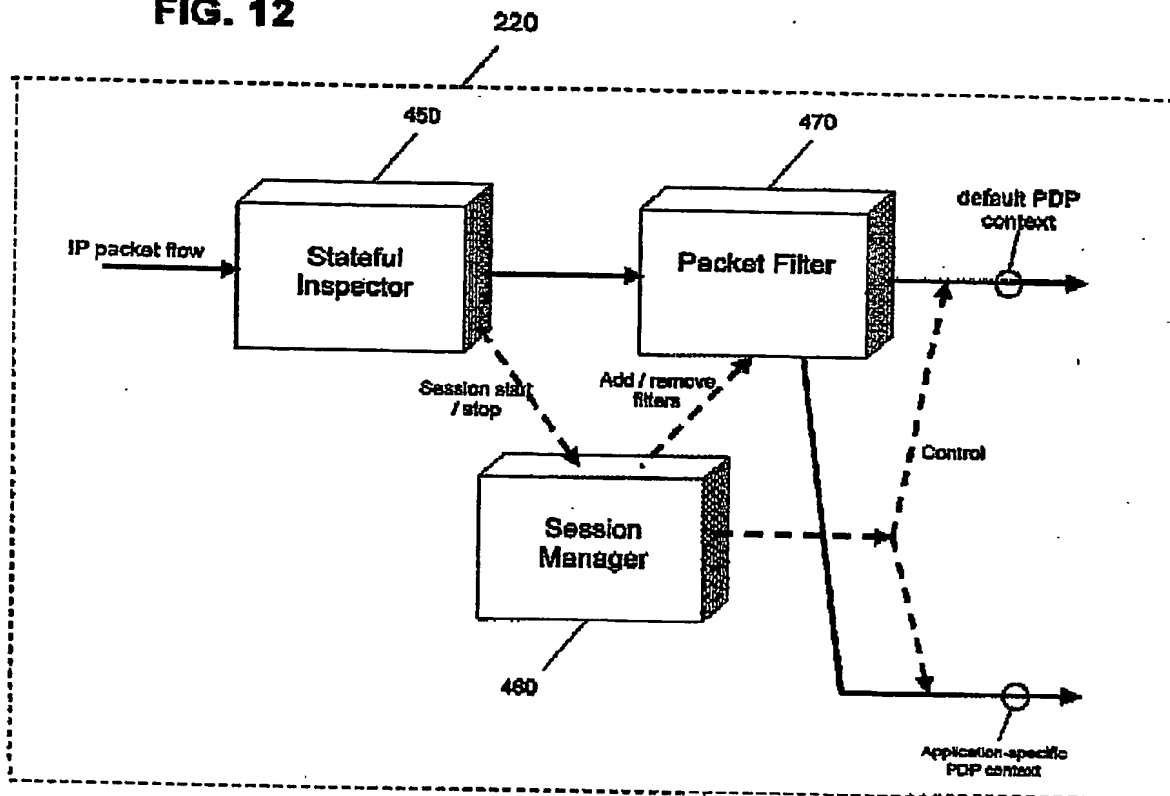 FIG. 12
220
450
470
default PDP
context
IP packet flow
Stateful
Inspector
Packet Filter
Session start
/ stop
Add / remove
filters
Control
Session
Manager
460
Application-specific
PDP context